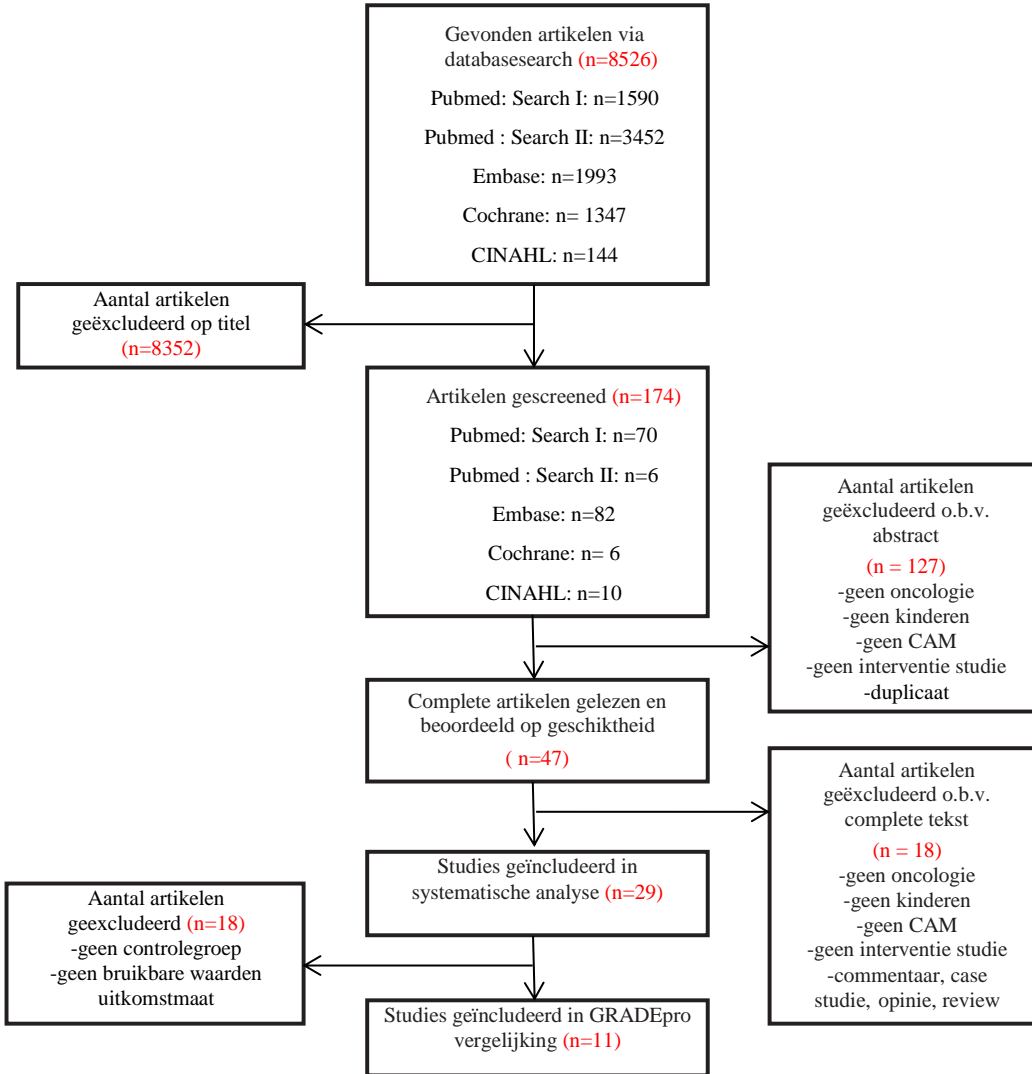 Gevonden artikelen via
databasesearch (n=8526)
Pubmed: Search I: n=1590
Pubmed : Search II: n=3452
Embase: n=1993
Cochrane: n= 1347
CINAHL: n=144
Aantal artikelen
geëxcludeerd op titel
(n=8352)
Artikelen gescreened (n=174)
Pubmed: Search I: n=70
Pubmed : Search II: n=6
Embase: n=82
Cochrane: n= 6
CINAHL: n=10
Aantal artikelen
geëxcludeerd o.b.v.
abstract
(n = 127)
-geen oncologie
-geen kinderen
-geen CAM
-geen interventie studie
-duplicaat
Complete artikelen gelezen en
beoordeeld op geschiktheid
( n=47)
Aantal artikelen
geëxcludeerd o.b.v.
complete tekst
(n = 18)
-geen oncologie
-geen kinderen
-geen CAM
-geen interventie studie
-commentaar, case
studie, opinie, review
Studies geïncludeerd in
systematische analyse (n=29)
Aantal artikelen
geexcludeerd (n=18)
-geen controlegroep
-geen bruikbare waarden
uitkomstmaat
Studies geïncludeerd in GRADEpro
vergelijking (n=11)